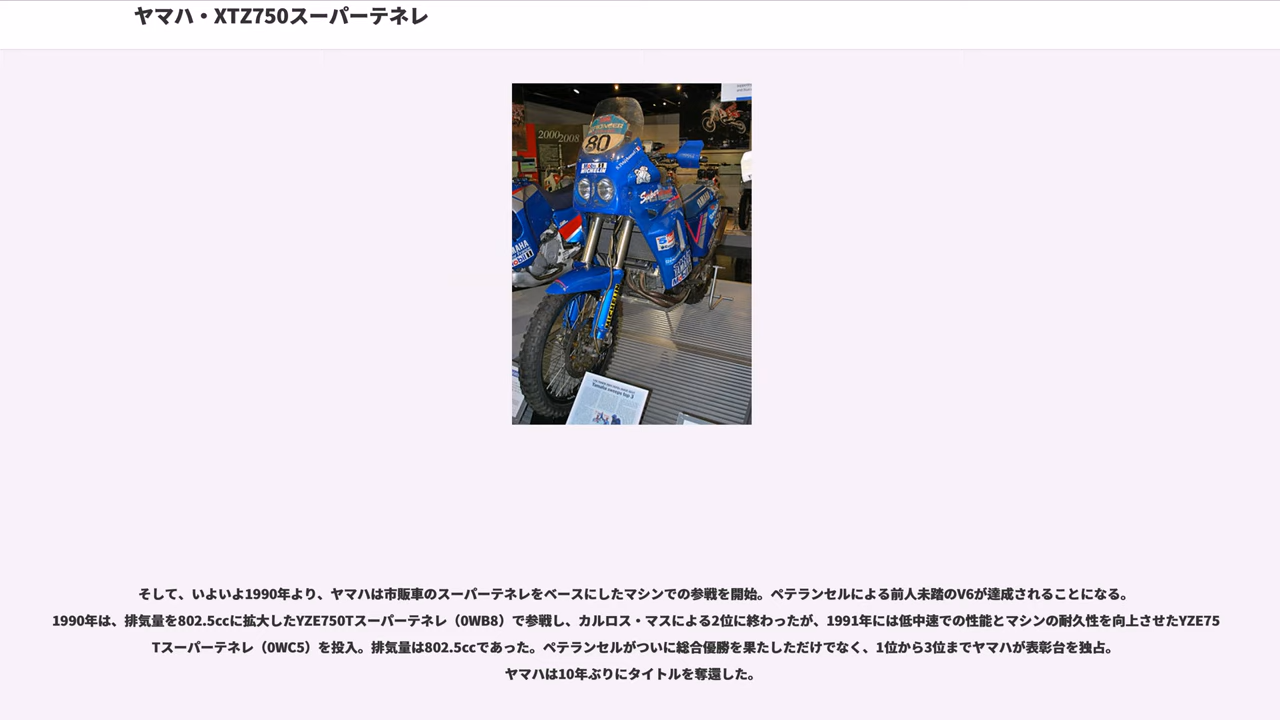 ヤマハ・XTZ750スーパーテネレ
2000
2008
80
MICHELIN
YAMAHA
Yamaha sweeps top 3
そして、いよいよ1990年より、ヤマハは市販車のスーパーテネレをベースにしたマシンでの参戦を開始。ペテランセルによる前人未踏のV6が達成されることになる。
1990年は、排気量を802.5ccに拡大したYZE750Tスーパーテネレ（0WB8）で参戦し、カルロス・マスによる2位に終わったが、1991年には低中速での性能とマシンの耐久性を向上させたYZE75
Tスーパーテネレ（0WC5）を投入。排気量は802.5ccであった。ペテランセルがついに総合優勝を果たしただけでなく、1位から3位までヤマハが表彰台を独占。
ヤマハは10年ぶりにタイトルを奪還した。